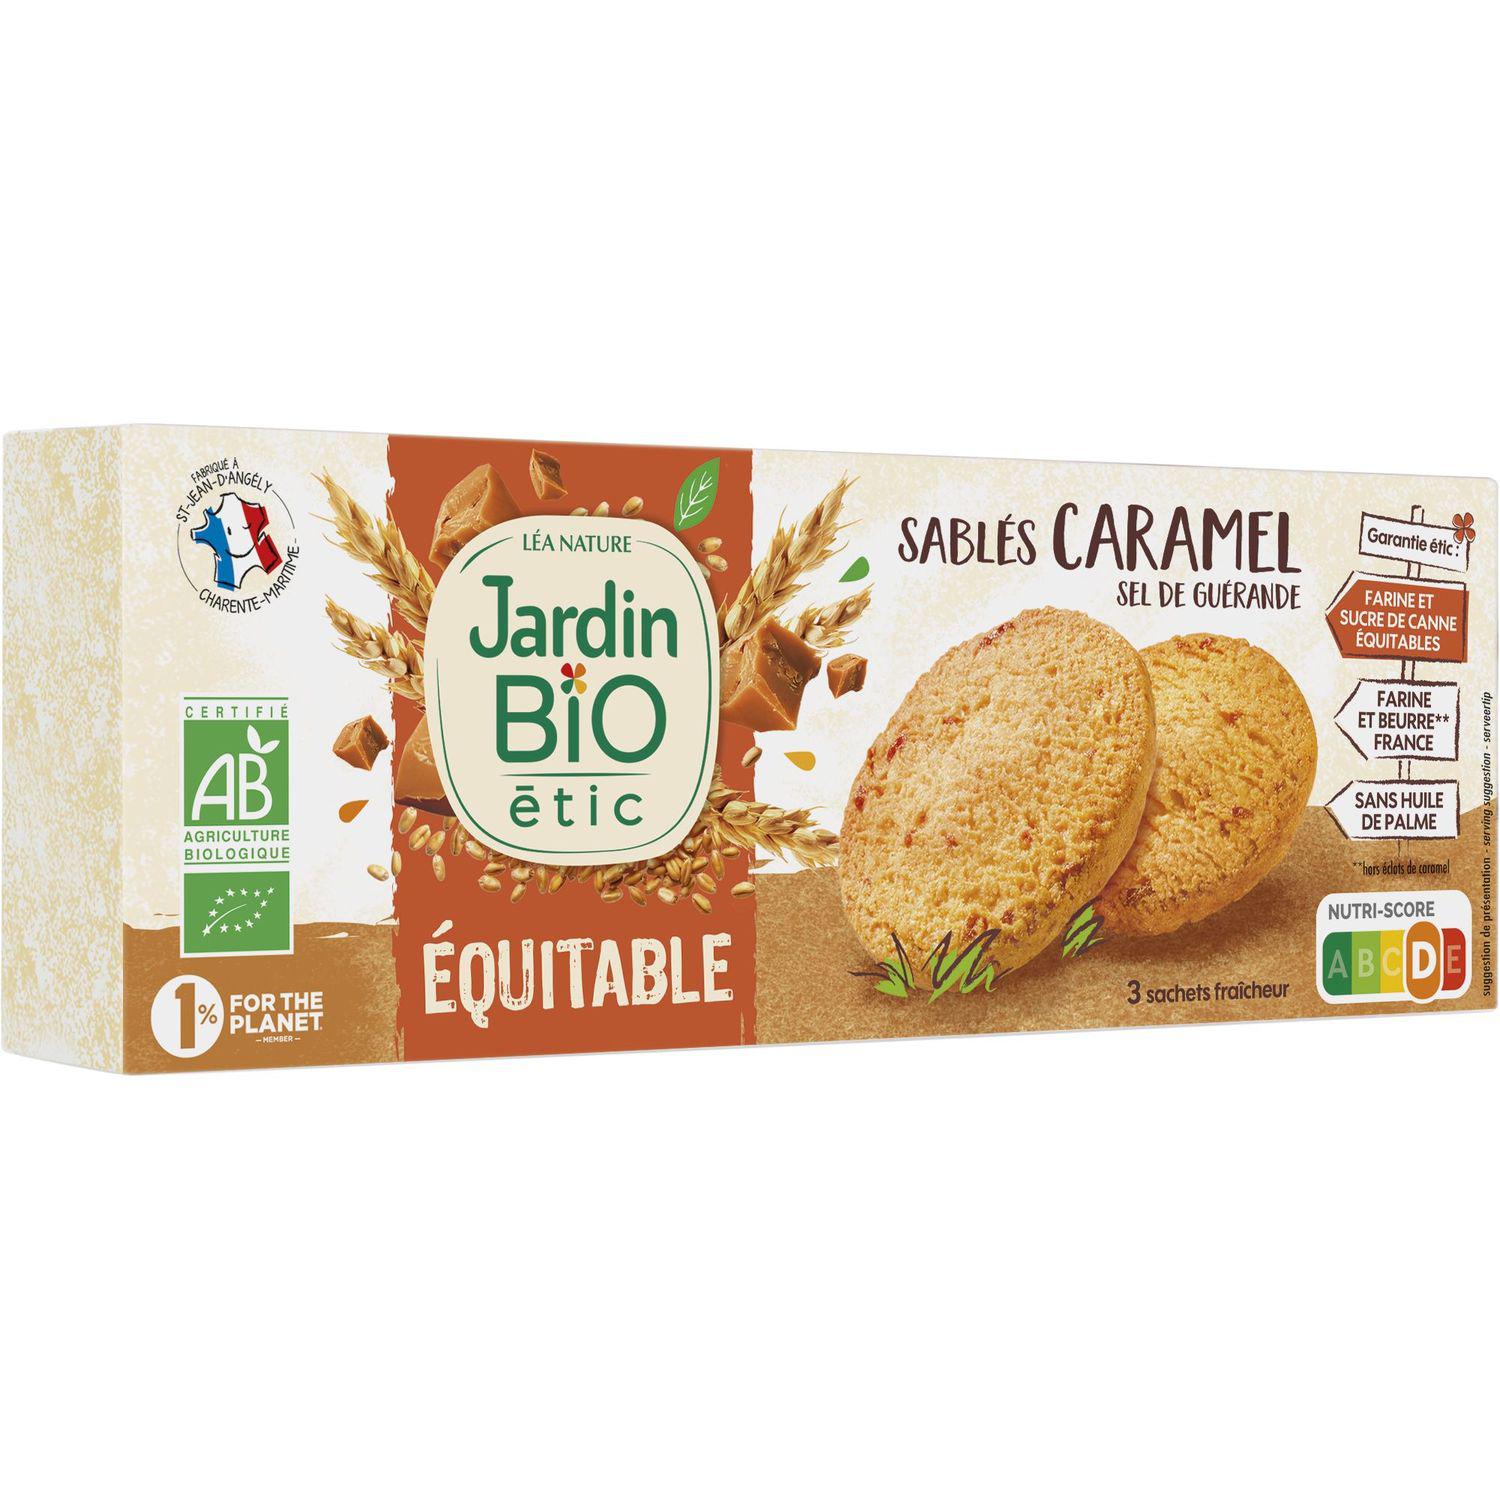 FABRIQUÉ À
ST-JEAN-D'ANGÉLY
CHARENTE-MARITIME
CERTIFIÉ
AB
AGRICULTURE
BIOLOGIQUE
1% FOR THE
PLANET
— MEMBER —
LÉA NATURE
Jardin
BiO
ētic
ÉQUITABLE
SABLÉS CARAMEL
SEL DE GUÉRANDE
3 sachets fraîcheur
Garantie étic :
FARINE ET
SUCRE DE CANNE
ÉQUITABLES
FARINE
ET BEURRE**
FRANCE
SANS HUILE
DE PALME
**hors éclats de caramel
NUTRI-SCORE
A B C D E
suggestion de présentation - serving suggestion - serveertip